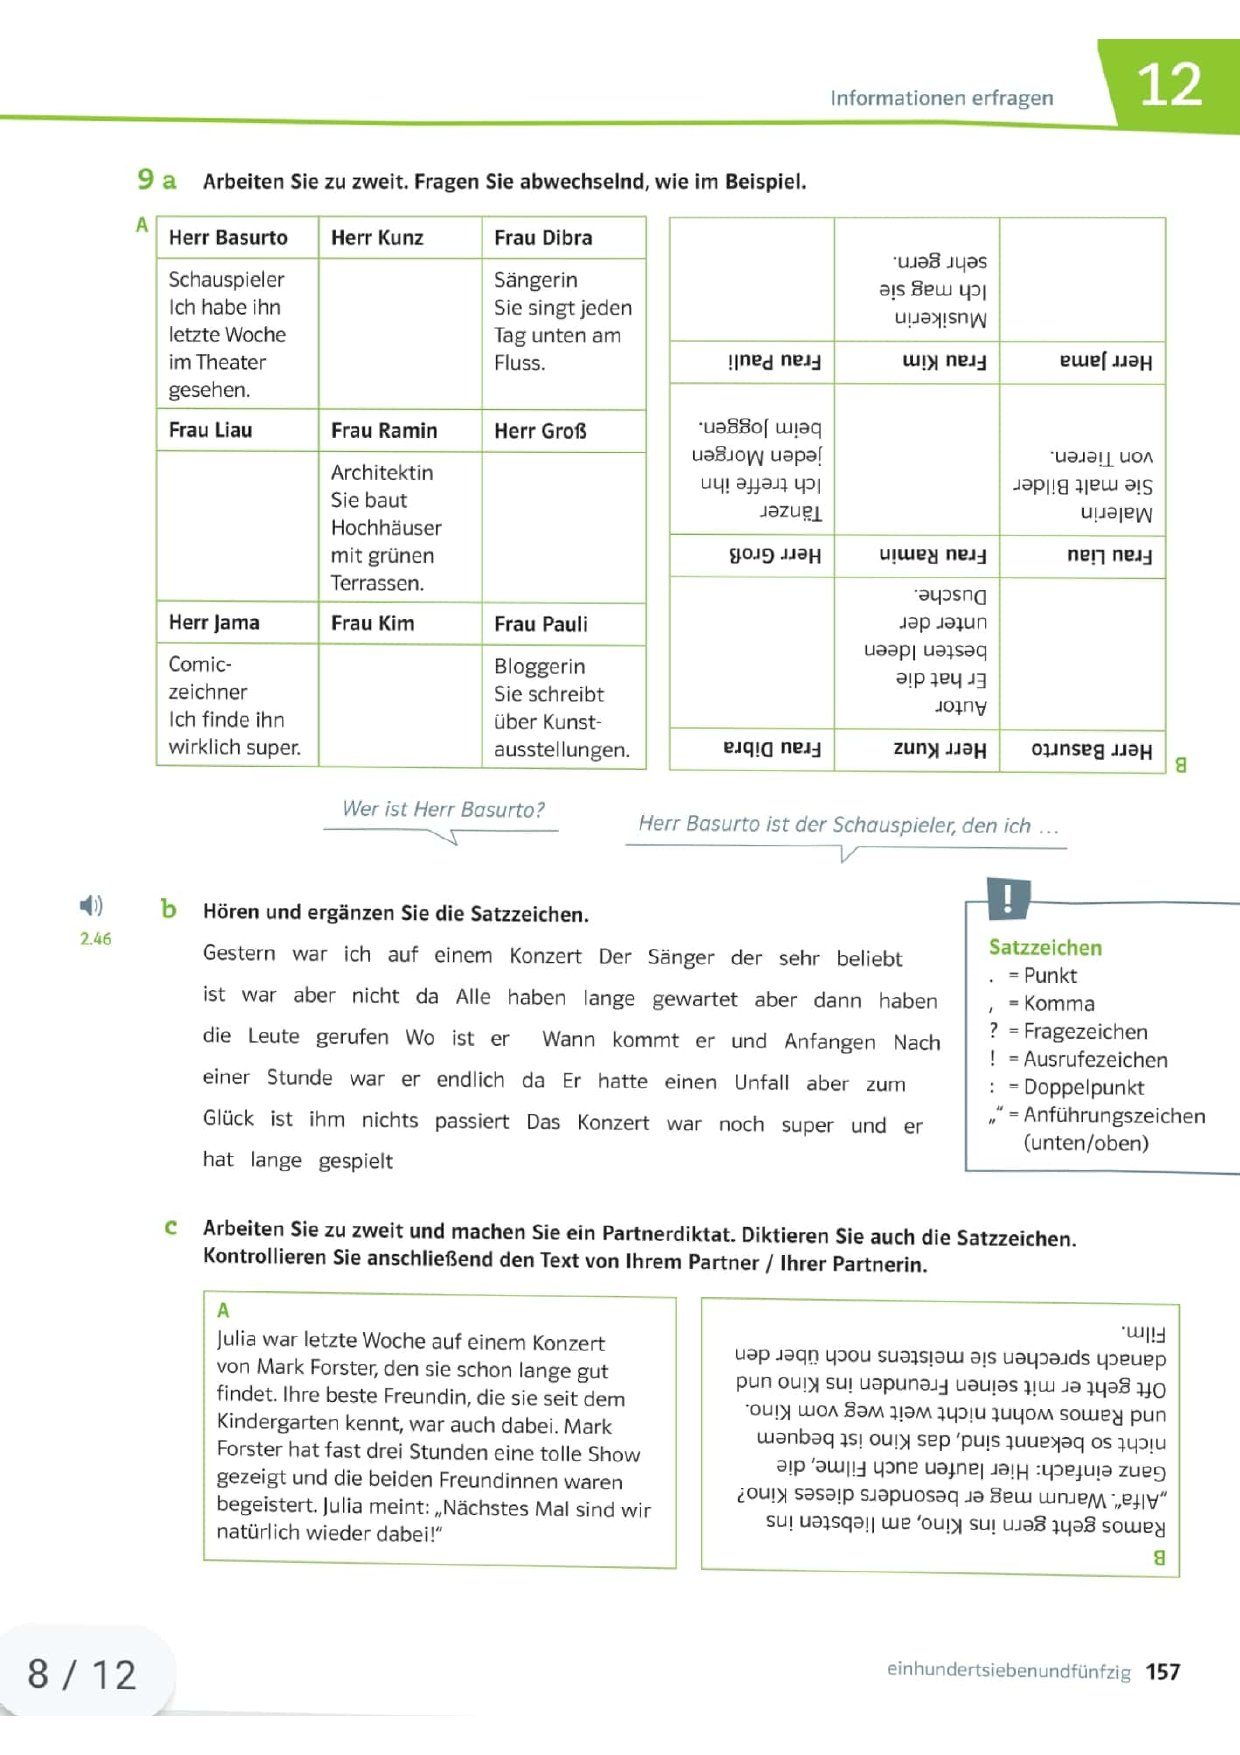 Informationen erfragen
12
9 a Arbeiten Sie zu zweit. Fragen Sie abwechselnd, wie im Beispiel.
A
Herr Basurto Herr Kunz Frau Dibra
Schauspieler
Ich habe ihn
letzte Woche
im Theater
gesehen.
Sängerin
Sie singt jeden
Tag unten am
Fluss.
Frau Liau Frau Ramin Herr Groß
Architektin
Sie baut
Hochhäuser
mit grünen
Terrassen.
Herr Jama Frau Kim Frau Pauli
Comic-
zeichner
Ich finde ihn
wirklich super.
Bloggerin
Sie schreibt
über Kunst-
ausstellungen.
B
Herr Basurto Herr Kunz Frau Dibra
Autor
Er hat die
besten Ideen
unter der
Dusche.
Frau Liau Frau Ramin Herr Groß
Malerin
Sie malt Bilder
von Tieren.
Tänzer
Ich treffe ihn
jeden Morgen
beim Joggen.
Herr Jama Frau Kim Frau Pauli
Musikerin
Ich mag sie
sehr gern.
Wer ist Herr Basurto?
Herr Basurto ist der Schauspieler, den ich ...
2.46
b Hören und ergänzen Sie die Satzzeichen.
Gestern war ich auf einem Konzert Der Sänger der sehr beliebt
ist war aber nicht da Alle haben lange gewartet aber dann haben
die Leute gerufen Wo ist er Wann kommt er und Anfangen Nach
einer Stunde war er endlich da Er hatte einen Unfall aber zum
Glück ist ihm nichts passiert Das Konzert war noch super und er
hat lange gespielt
!
Satzzeichen
. = Punkt
, = Komma
? = Fragezeichen
! = Ausrufezeichen
: = Doppelpunkt
„“ = Anführungszeichen
(unten/oben)
c Arbeiten Sie zu zweit und machen Sie ein Partnerdiktat. Diktieren Sie auch die Satzzeichen.
Kontrollieren Sie anschließend den Text von Ihrem Partner / Ihrer Partnerin.
A
Julia war letzte Woche auf einem Konzert
von Mark Forster, den sie schon lange gut
findet. Ihre beste Freundin, die sie seit dem
Kindergarten kennt, war auch dabei. Mark
Forster hat fast drei Stunden eine tolle Show
gezeigt und die beiden Freundinnen waren
begeistert. Julia meint: „Nächstes Mal sind wir
natürlich wieder dabei!“
B
Ramos geht gern ins Kino, am liebsten ins
„Alfa“. Warum mag er besonders dieses Kino?
Ganz einfach: Hier laufen auch Filme, die
nicht so bekannt sind, das Kino ist bequem
und Ramos wohnt nicht weit weg vom Kino.
Oft geht er mit seinen Freunden ins Kino und
danach sprechen sie meistens noch über den
Film.
8 / 12
einhundertsiebenundfünfzig 157